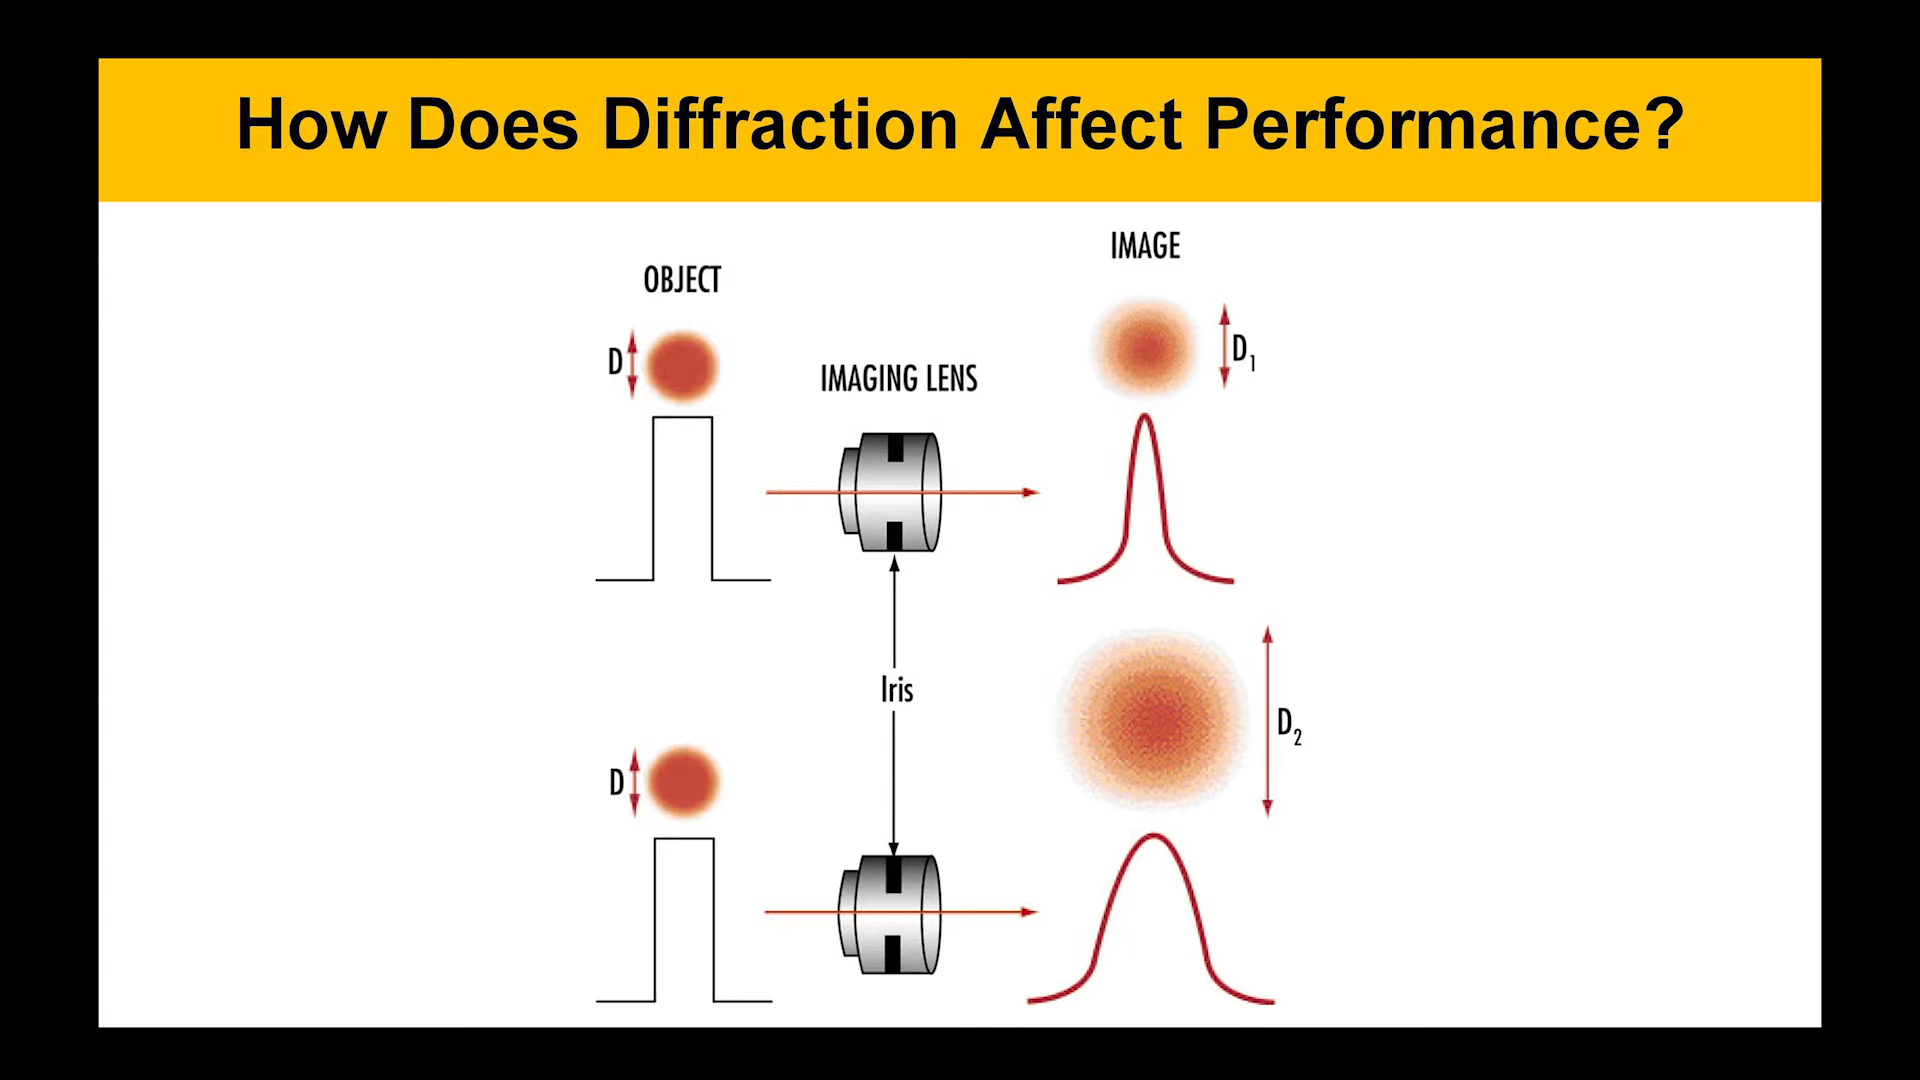 How Does Diffraction Affect Performance?
IMAGE
OBJECT
D
D1
IMAGING LENS
Iris
D2
D